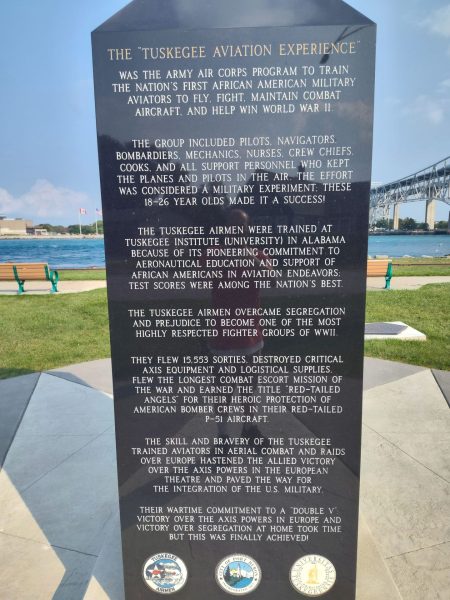 THE "TUSKEGEE AVIATION EXPERIENCE"
WAS THE ARMY AIR CORPS PROGRAM TO TRAIN
THE NATION'S FIRST AFRICAN AMERICAN MILITARY
AVIATORS TO FLY, FIGHT, MAINTAIN COMBAT
AIRCRAFT, AND HELP WIN WORLD WAR II.
THE GROUP INCLUDED PILOTS, NAVIGATORS,
BOMBARDIERS, MECHANICS, NURSES, CREW CHIEFS,
COOKS, AND ALL SUPPORT PERSONNEL WHO KEPT
THE PLANES AND PILOTS IN THE AIR. THE EFFORT
WAS CONSIDERED A MILITARY EXPERIMENT; THESE
18-26 YEAR OLDS MADE IT A SUCCESS!
THE TUSKEGEE AIRMEN WERE TRAINED AT
TUSKEGEE INSTITUTE (UNIVERSITY) IN ALABAMA
BECAUSE OF ITS PIONEERING COMMITMENT TO
AERONAUTICAL EDUCATION AND SUPPORT OF
AFRICAN AMERICANS IN AVIATION ENDEAVORS;
TEST SCORES WERE AMONG THE NATION'S BEST.
THE TUSKEGEE AIRMEN OVERCAME SEGREGATION
AND PREJUDICE TO BECOME ONE OF THE MOST
HIGHLY RESPECTED FIGHTER GROUPS OF WWII.
THEY FLEW 15,553 SORTIES, DESTROYED CRITICAL
AXIS EQUIPMENT AND LOGISTICAL SUPPLIES,
FLEW THE LONGEST COMBAT ESCORT MISSION OF
THE WAR AND EARNED THE TITLE "RED-TAILED
ANGELS" FOR THEIR HEROIC PROTECTION OF
AMERICAN BOMBER CREWS IN THEIR RED-TAILED
P-51 AIRCRAFT.
THE SKILL AND BRAVERY OF THE TUSKEGEE
TRAINED AVIATORS IN AERIAL COMBAT AND RAIDS
OVER EUROPE HASTENED THE ALLIED VICTORY
OVER THE AXIS POWERS IN THE EUROPEAN
THEATRE AND PAVED THE WAY FOR
THE INTEGRATION OF THE U.S. MILITARY.
THEIR WARTIME COMMITMENT TO A "DOUBLE V",
VICTORY OVER THE AXIS POWERS IN EUROPE AND
VICTORY OVER SEGREGATION AT HOME TOOK TIME
BUT THIS WAS FINALLY ACHIEVED!
TUSKEGEE
AIRMEN